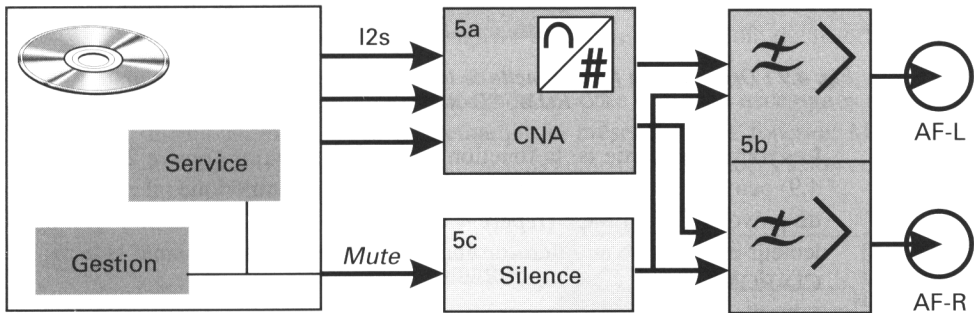 I2s
5a
#
CNA
5b
AF-L
Service
Gestion
Mute
5c
Silence
AF-R